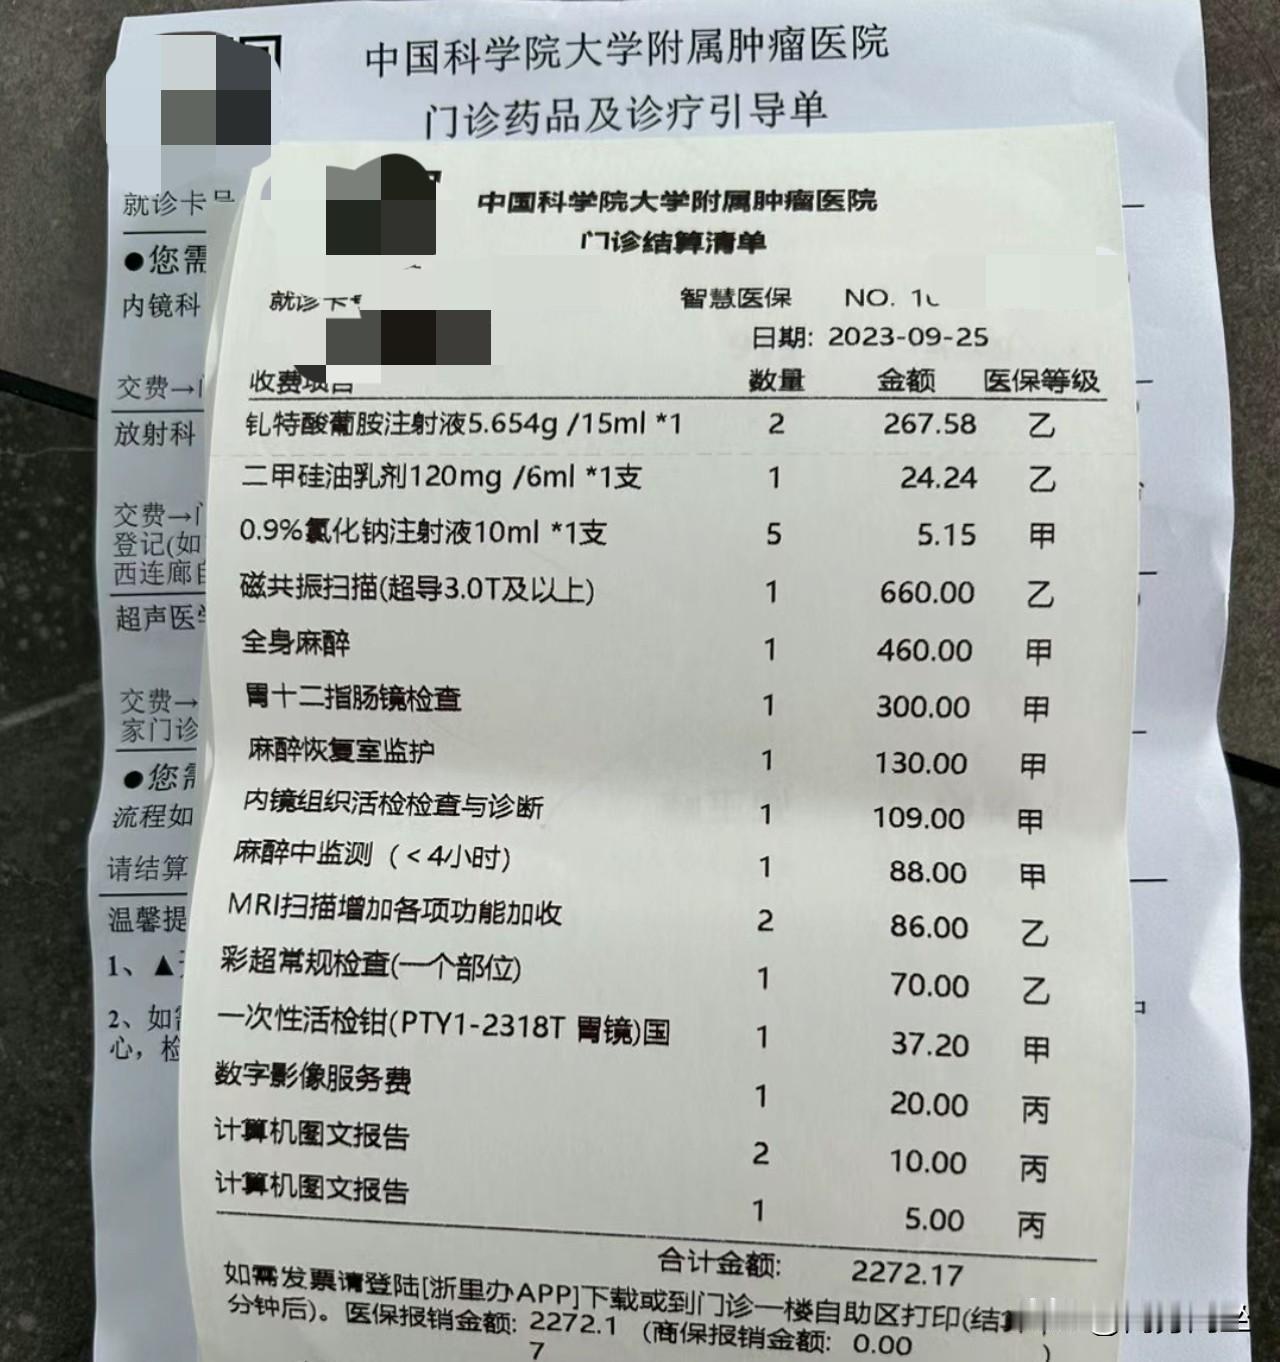 中国科学院大学附属肿瘤医院
门诊药品及诊疗引导单
就诊卡号
●您需
内镜科
交费→门
放射科
交费→门
登记(如
西连廊自
超声医学
交费→
家门诊
●您需
流程如
请结算
温馨提
1、▲
2、如需
心，检
中国科学院大学附属肿瘤医院
门诊结算清单
就诊卡号
智慧医保 NO. 1
日期: 2023-09-25
收费项目 数量 金额 医保等级
钆特酸葡胺注射液5.654g /15ml *1 2 267.58 乙
二甲硅油乳剂120mg /6ml *1支 1 24.24 乙
0.9%氯化钠注射液10ml *1支 5 5.15 甲
磁共振扫描(超导3.0T及以上) 1 660.00 乙
全身麻醉 1 460.00 甲
胃十二指肠镜检查 1 300.00 甲
麻醉恢复室监护 1 130.00 甲
内镜组织活检检查与诊断 1 109.00 甲
麻醉中监测（＜4小时） 1 88.00 甲
MRI扫描增加各项功能加收 2 86.00 乙
彩超常规检查(一个部位) 1 70.00 乙
一次性活检钳(PTY1-2318T 胃镜)国 1 37.20 甲
数字影像服务费 1 20.00 丙
计算机图文报告 2 10.00 丙
计算机图文报告 1 5.00 丙
合计金额: 2272.17
如需发票请登陆[浙里办APP]下载或到门诊一楼自助区打印(结算
分钟后)。医保报销金额: 2272.1 (商保报销金额: 0.00
7 )